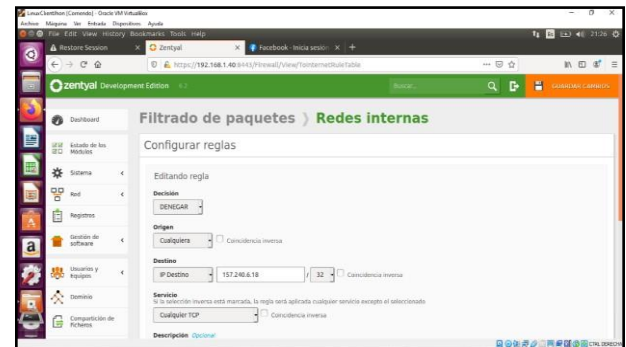 LinuxClienthon [Corriendo] - Oracle VM VirtualBox
Archivo Máquina Ver Entrada Dispositivos Ayuda
File Edit View History Bookmarks Tools Help
21:26
Restore Session
Zentyal
Facebook - Inicia sesión
https://192.168.1.40:8443/Firewall/View/ToInternetRuleTable
zentyal Development Edition 6.2
Buscar...
GUARDAR CAMBIOS
Dashboard
Estado de los Módulos
Sistema
Red
Registros
Gestión de software
Usuarios y Equipos
Dominio
Compartición de Ficheros
Filtrado de paquetes Redes internas
Configurar reglas
Editando regla
Decisión
DENEGAR
Origen
Cualquiera
Coincidencia inversa
Destino
IP Destino 157.240.6.18 / 32
Coincidencia inversa
Servicio
Si la selección inversa está marcada, la regla será aplicada cualquier servicio excepto el seleccionado
Cualquier TCP
Coincidencia inversa
Descripción Opcional
CTRL DERECHA